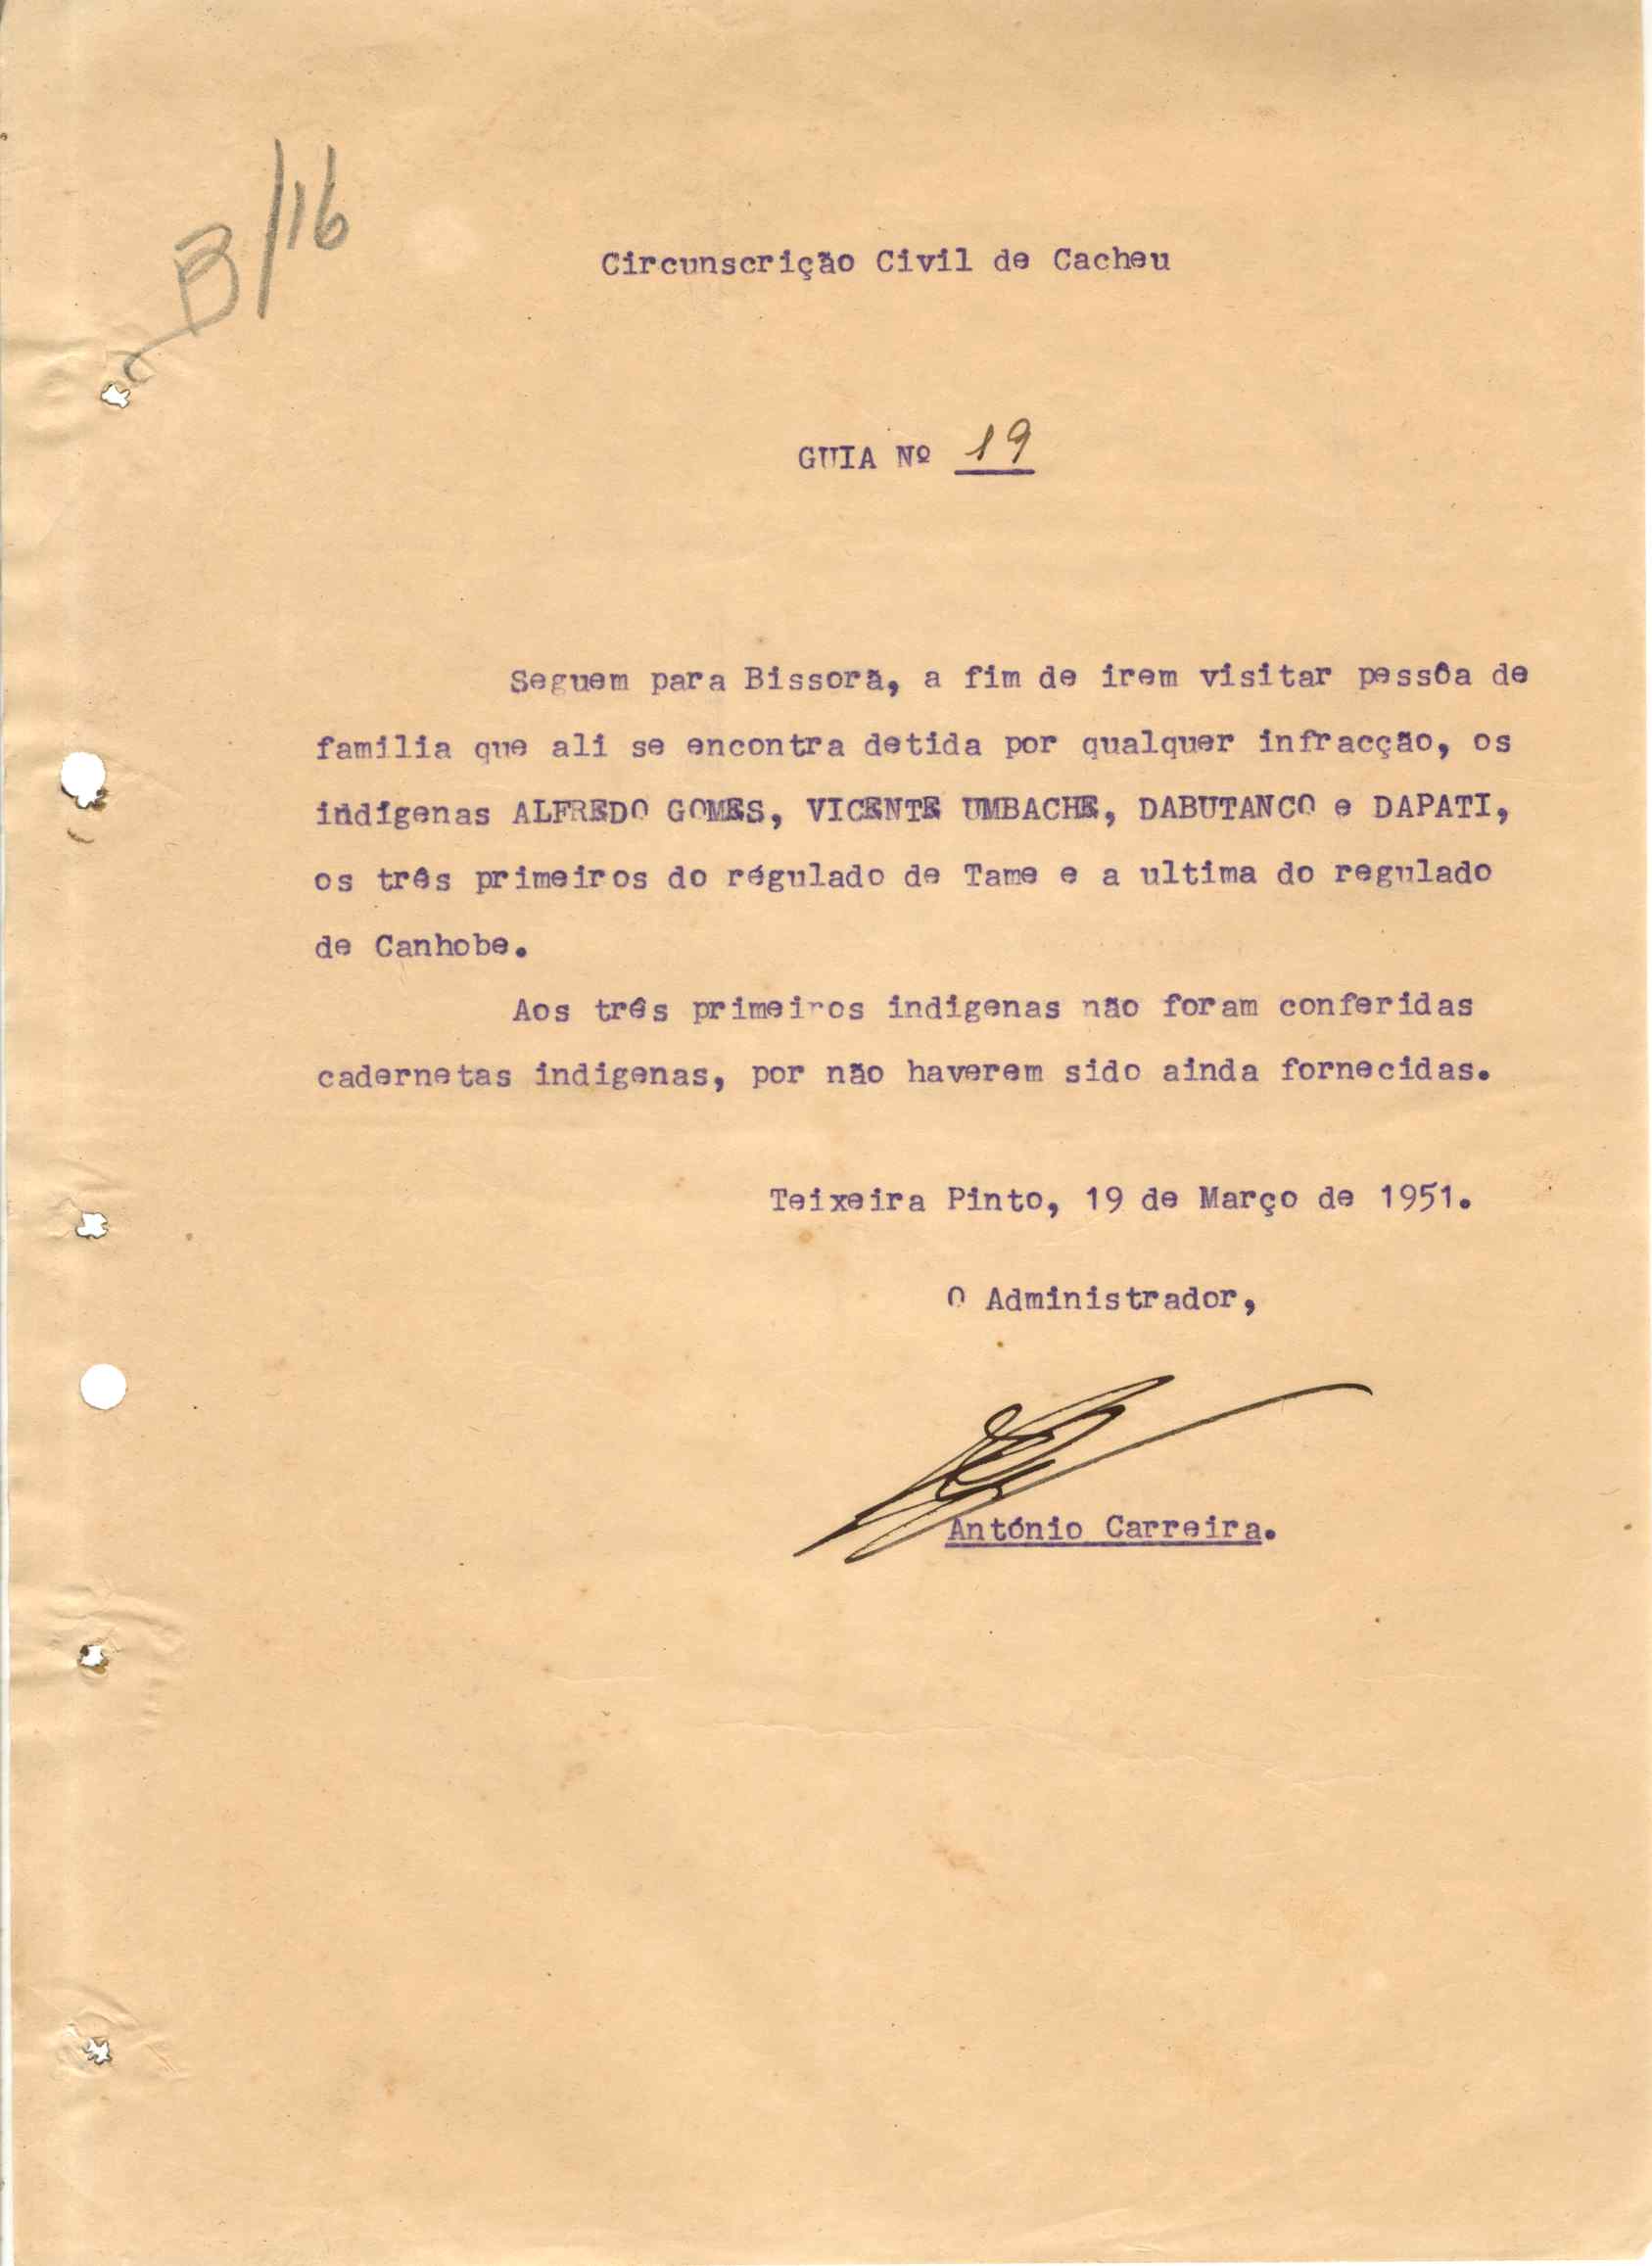 B/16
Circunscrição Civil de Cacheu
GUIA Nº 19
Seguem para Bissorã, a fim de irem visitar pessôa de
familia que ali se encontra detida por qualquer infracção, os
indígenas ALFREDO GOMES, VICENTE UMBACHE, DABUTANCO e DAPATI,
os três primeiros do régulado de Tame e a ultima do regulado
de Canhobe.
Aos três primeiros indigenas não foram conferidas
cadernetas indigenas, por não haverem sido ainda fornecidas.
Teixeira Pinto, 19 de Março de 1951.
O Administrador,
António Carreira.